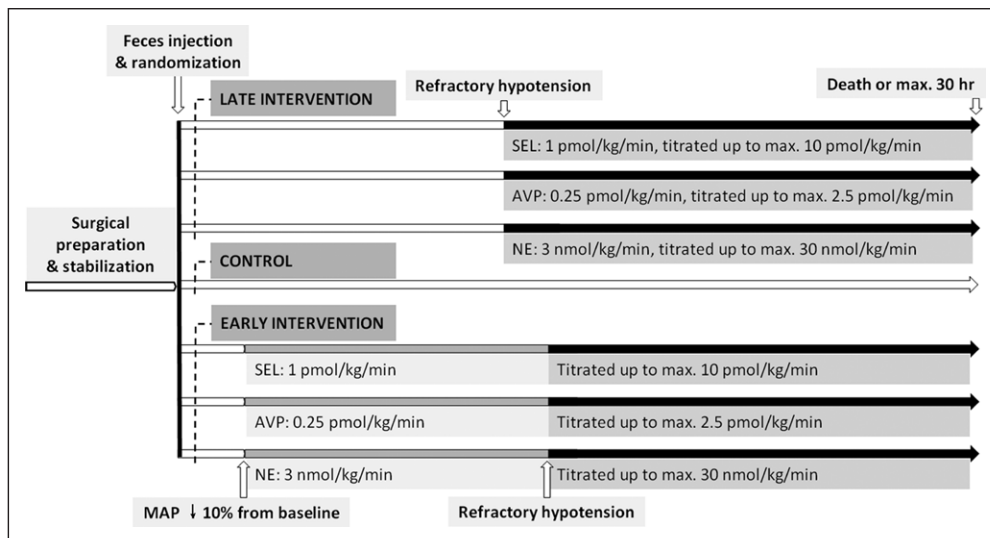 Feces injection
& randomization
LATE INTERVENTION
Refractory hypotension
Death or max. 30 hr
SEL: 1 pmol/kg/min, titrated up to max. 10 pmol/kg/min
AVP: 0.25 pmol/kg/min, titrated up to max. 2.5 pmol/kg/min
NE: 3 nmol/kg/min, titrated up to max. 30 nmol/kg/min
Surgical
preparation
& stabilization
CONTROL
EARLY INTERVENTION
SEL: 1 pmol/kg/min
Titrated up to max. 10 pmol/kg/min
AVP: 0.25 pmol/kg/min
Titrated up to max. 2.5 pmol/kg/min
NE: 3 nmol/kg/min
Titrated up to max. 30 nmol/kg/min
MAP ↓ 10% from baseline
Refractory hypotension